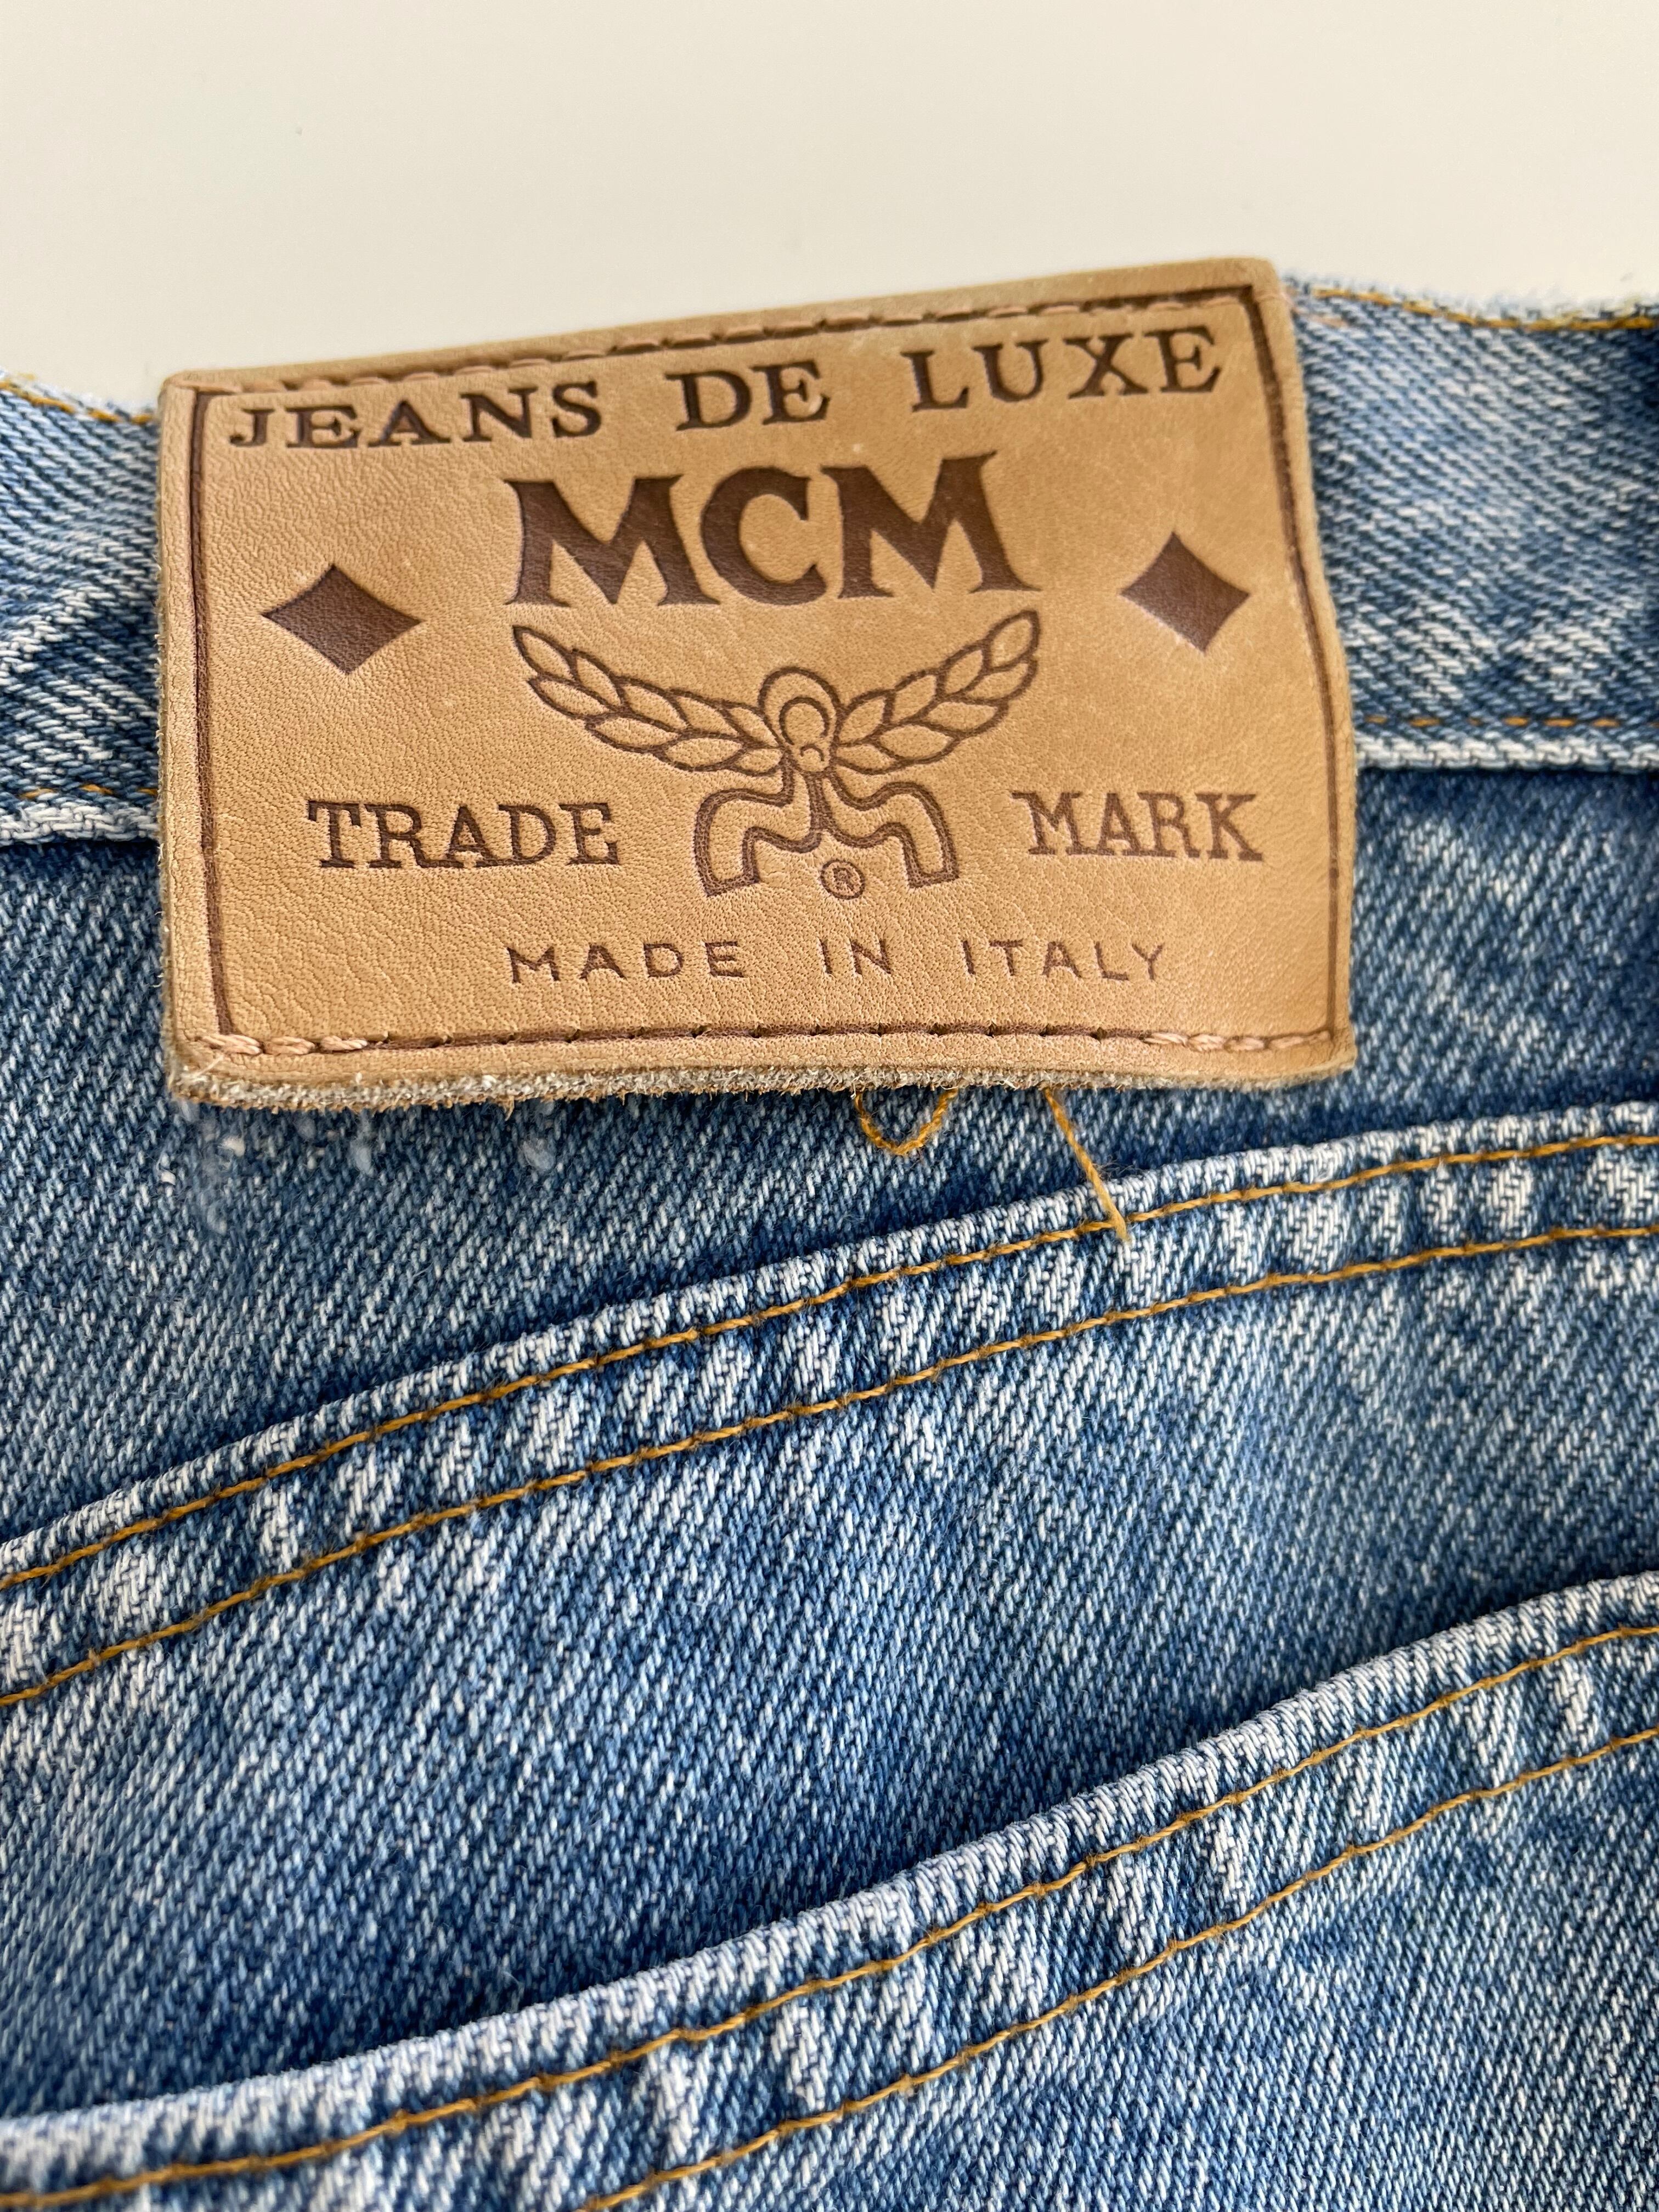 JEANS DE LUXE
MCM
TRADE MARK
®
MADE IN ITALY